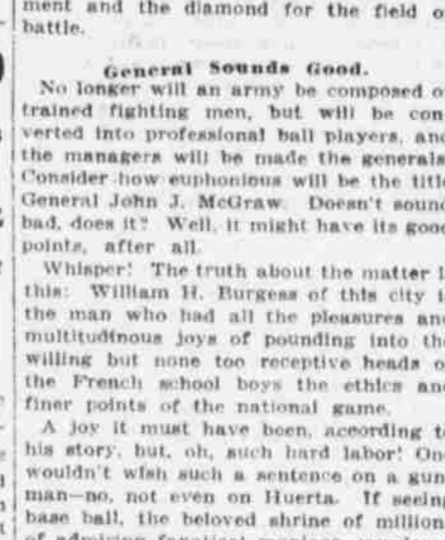 ment and the diamond for the field o
battle.
General Sounds Good.
No longer will an army be composed o
trained fighting men, but will be con
verted into professional ball players, and
the managers will be made the generals
Consider how euphonious will be the titl
General John J. McGraw. Doesn't sound
bad, does it? Well, it might have its good
points, after all.
Whisper! The truth about the matter i
this: William H. Burgess of this city i
the man who had all the pleasures and
multitudinous joys of pounding into the
willing but none too receptive heads o
the French school boys the ethics and
finer points of the national game.
A joy it must have been, according to
his story, but, oh, such hard labor! One
wouldn't wish such a sentence on a gun
man—no, not even on Huerta. If seeing
base ball, the beloved shrine of million
of admiring